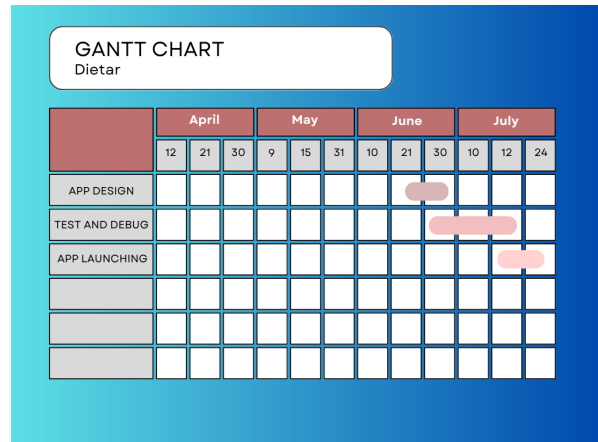 GANTT CHART
Dietar
April May June July
12 21 30 9 15 31 10 21 30 10 12 24
APP DESIGN
TEST AND DEBUG
APP LAUNCHING